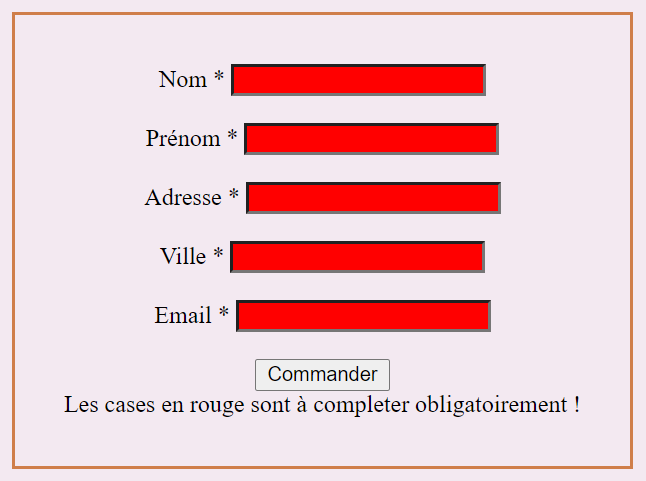 Nom *
Prénom *
Adresse *
Ville *
Email *
Commander
Les cases en rouge sont à completer obligatoirement !